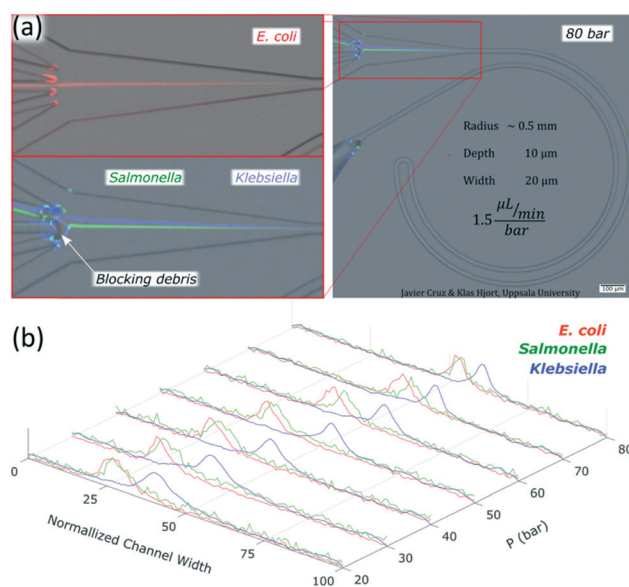 (a)
E. coli
Salmonella
Klebsiella
Blocking debris
80 bar
Radius ~ 0.5 mm
Depth 10 μm
Width 20 μm
1.5 μL/min/bar
100 μm
Javier Cruz & Klas Hjort, Uppsala University
(b)
E. coli
Salmonella
Klebsiella
0
25
50
75
100
Normallized Channel Width
20
30
40
50
60
70
80
P (bar)